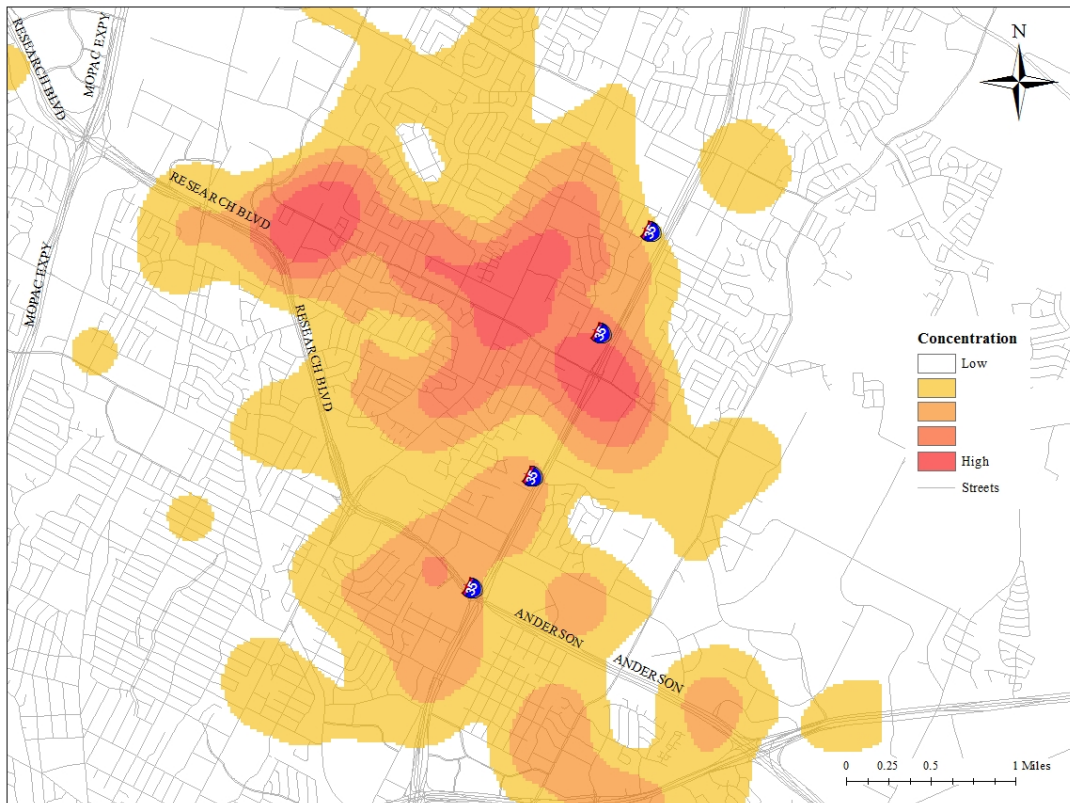 RESEARCH BLVD
MOPAC EXPY
N
RESEARCH BLVD
35
MOPAC EXPY
RESEARCH BLVD
35
Concentration
Low
High
Streets
35
35
ANDERSON
ANDERSON
0 0.25 0.5 1 Miles